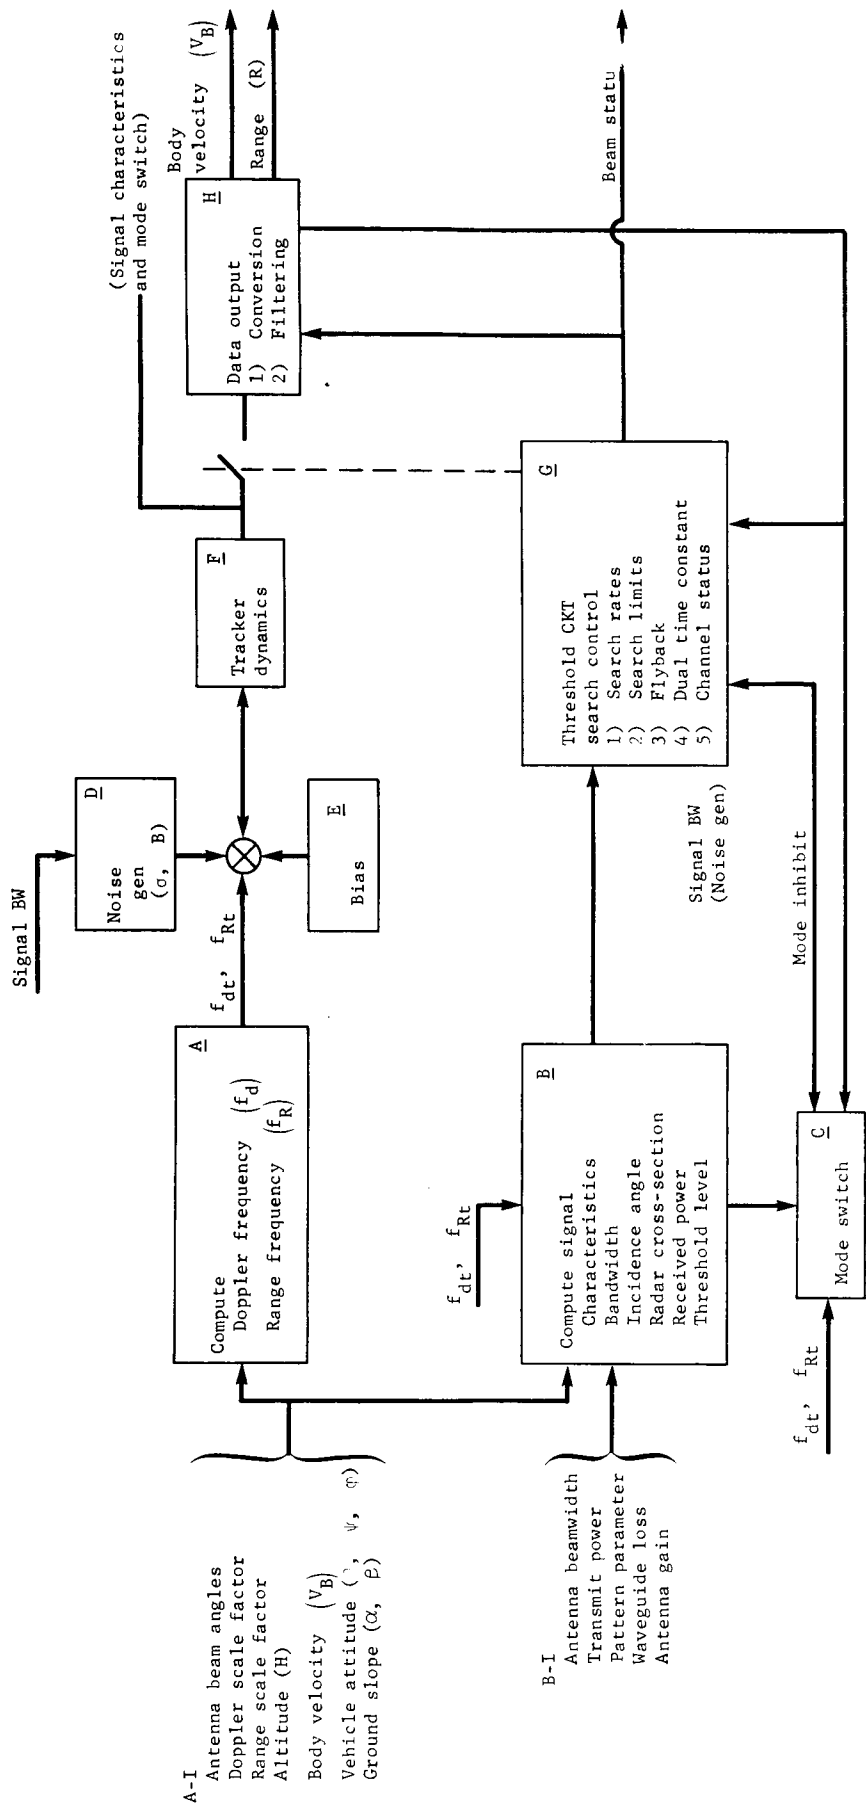 A-I
Antenna beam angles
Doppler scale factor
Range scale factor
Altitude (H)
Body velocity (V_B)
Vehicle attitude ( , ψ, φ)
Ground slope (α, β)
B-I
Antenna beamwidth
Transmit power
Pattern parameter
Waveguide loss
Antenna gain
A
Compute
Doppler frequency (f_d)
Range frequency (f_R)
f_dt, f_Rt
Signal BW
D
Noise
gen
(σ, B)
E
Bias
F
Tracker
dynamics
(Signal characteristics
and mode switch)
H
Data output
1) Conversion
2) Filtering
Body
velocity (V_B)
Range (R)
f_dt, f_Rt
B
Compute signal
Characteristics
Bandwidth
Incidence angle
Radar cross-section
Received power
Threshold level
G
Threshold CKT
search control
1) Search rates
2) Search limits
3) Flyback
4) Dual time constant
5) Channel status
Signal BW
(Noise gen)
Beam statu
Mode inhibit
C
Mode switch
f_dt, f_Rt